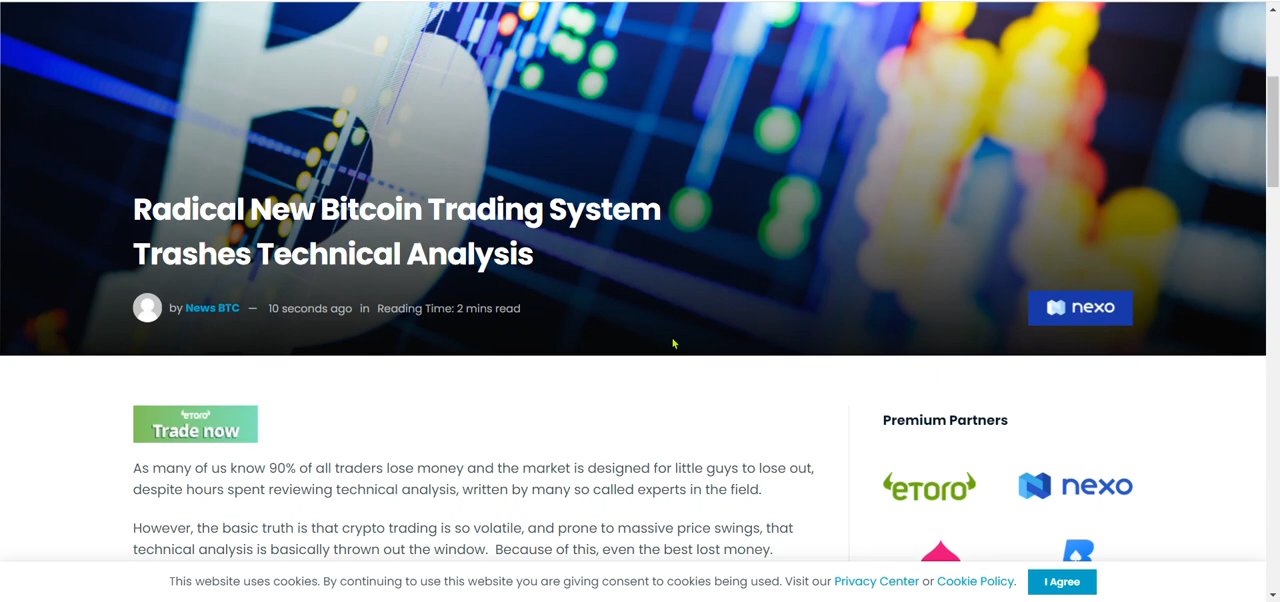 Radical New Bitcoin Trading System
Trashes Technical Analysis
by News BTC — 10 seconds ago in Reading Time: 2 mins read
nexo
eToro
Trade now
Premium Partners
As many of us know 90% of all traders lose money and the market is designed for little guys to lose out,
despite hours spent reviewing technical analysis, written by many so called experts in the field.
However, the basic truth is that crypto trading is so volatile, and prone to massive price swings, that
technical analysis is basically thrown out the window. Because of this, even the best lost money.
eToro
nexo
This website uses cookies. By continuing to use this website you are giving consent to cookies being used. Visit our Privacy Center or Cookie Policy.
I Agree